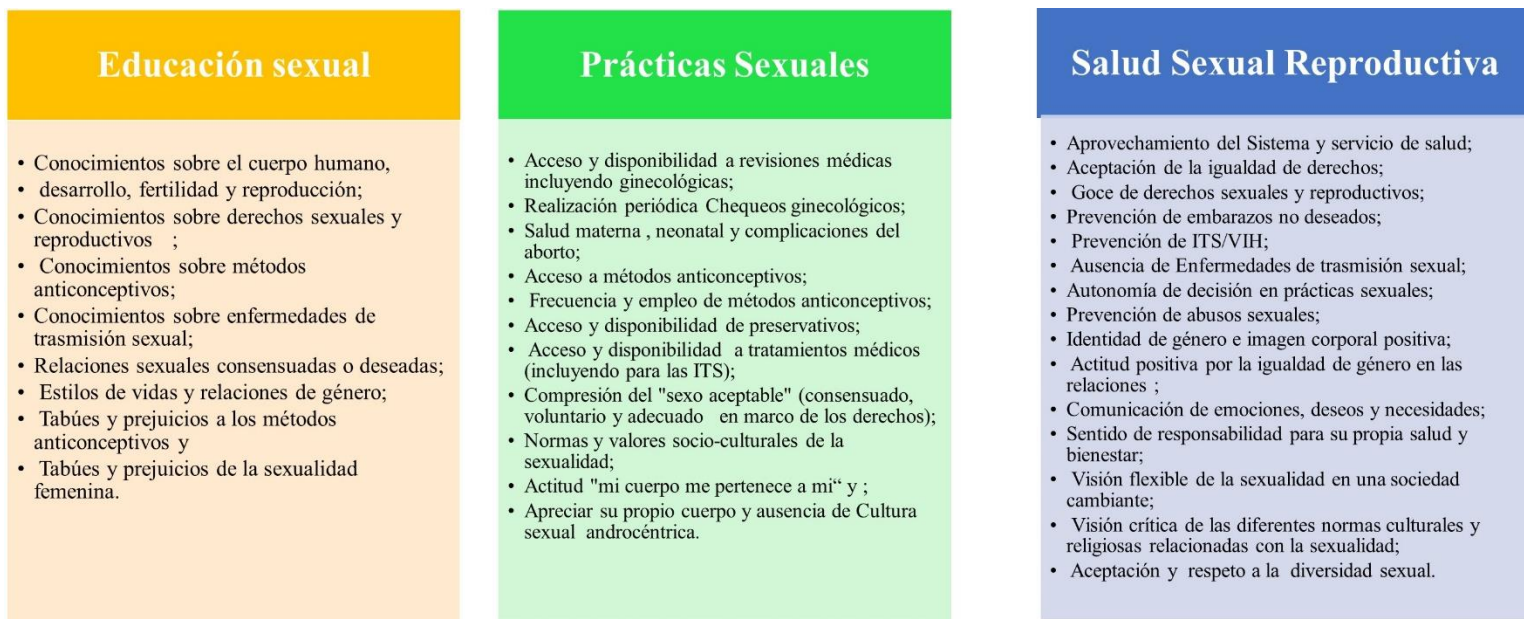 Educación sexual
• Conocimientos sobre el cuerpo humano,
• desarrollo, fertilidad y reproducción;
• Conocimientos sobre derechos sexuales y
reproductivos ;
• Conocimientos sobre métodos
anticonceptivos;
• Conocimientos sobre enfermedades de
trasmisión sexual;
• Relaciones sexuales consensuadas o deseadas;
• Estilos de vidas y relaciones de género;
• Tabúes y prejuicios a los métodos
anticonceptivos y
• Tabúes y prejuicios de la sexualidad
femenina.
Prácticas Sexuales
• Acceso y disponibilidad a revisiones médicas
incluyendo ginecológicas;
• Realización periódica Chequeos ginecológicos;
• Salud materna , neonatal y complicaciones del
aborto;
• Acceso a métodos anticonceptivos;
• Frecuencia y empleo de métodos anticonceptivos;
• Acceso y disponibilidad de preservativos;
• Acceso y disponibilidad a tratamientos médicos
(incluyendo para las ITS);
• Compresión del "sexo aceptable" (consensuado,
voluntario y adecuado en marco de los derechos);
• Normas y valores socio-culturales de la
sexualidad;
• Actitud "mi cuerpo me pertenece a mi“ y ;
• Apreciar su propio cuerpo y ausencia de Cultura
sexual androcéntrica.
Salud Sexual Reproductiva
• Aprovechamiento del Sistema y servicio de salud;
• Aceptación de la igualdad de derechos;
• Goce de derechos sexuales y reproductivos;
• Prevención de embarazos no deseados;
• Prevención de ITS/VIH;
• Ausencia de Enfermedades de trasmisión sexual;
• Autonomía de decisión en prácticas sexuales;
• Prevención de abusos sexuales;
• Identidad de género e imagen corporal positiva;
• Actitud positiva por la igualdad de género en las
relaciones ;
• Comunicación de emociones, deseos y necesidades;
• Sentido de responsabilidad para su propia salud y
bienestar;
• Visión flexible de la sexualidad en una sociedad
cambiante;
• Visión crítica de las diferentes normas culturales y
religiosas relacionadas con la sexualidad;
• Aceptación y respeto a la diversidad sexual.